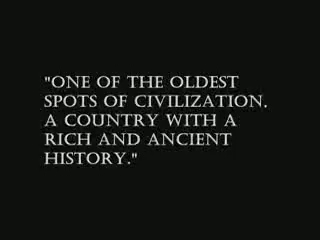 "ONE OF THE OLDEST
SPOTS OF CIVILIZATION,
A COUNTRY WITH A
RICH AND ANCIENT
HISTORY."